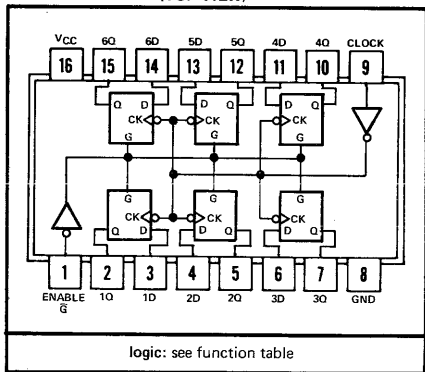 VCC 6Q 6D 5D 5Q 4D 4Q CLOCK
16 15 14 13 12 11 10 9
Q D D Q Q D
CK CK CK
G G G
G G G
CK CK CK
Q D D Q D Q
1 2 3 4 5 6 7 8
ENABLE G 1Q 1D 2D 2Q 3D 3Q GND
logic: see function table